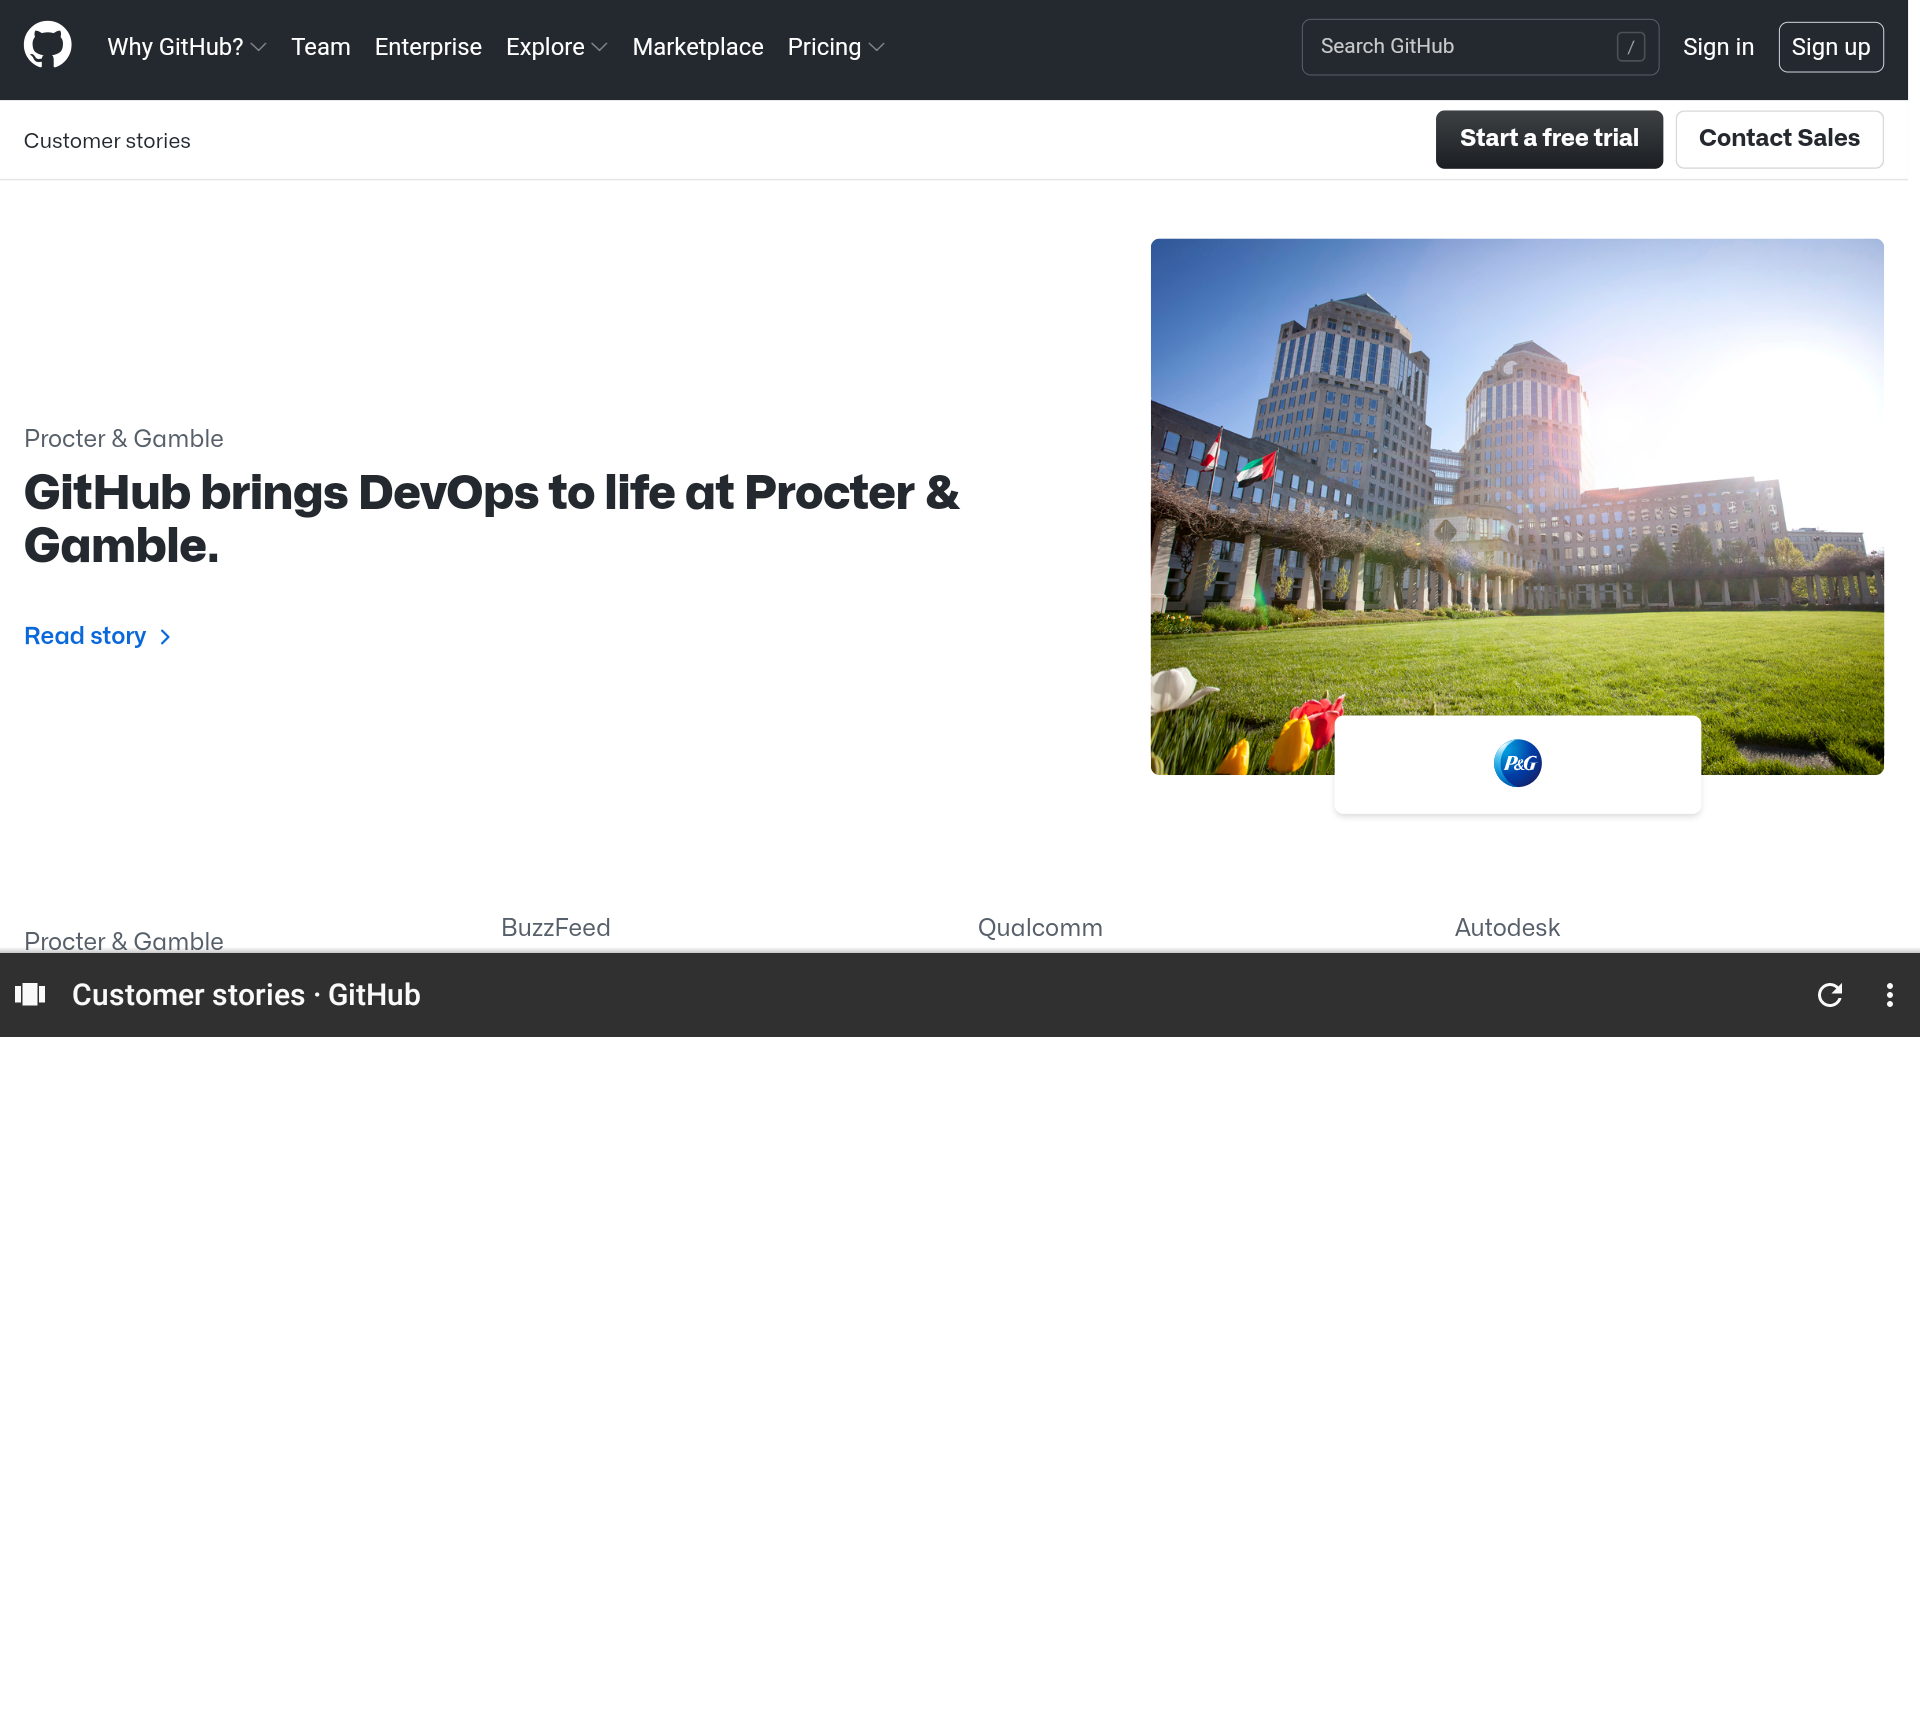 Why GitHub? Team Enterprise Explore Marketplace Pricing Search GitHub / Sign in Sign up
Customer stories Start a free trial Contact Sales
Procter & Gamble
GitHub brings DevOps to life at Procter &
Gamble.
Read story
P&G
Procter & Gamble BuzzFeed Qualcomm Autodesk
Customer stories · GitHub